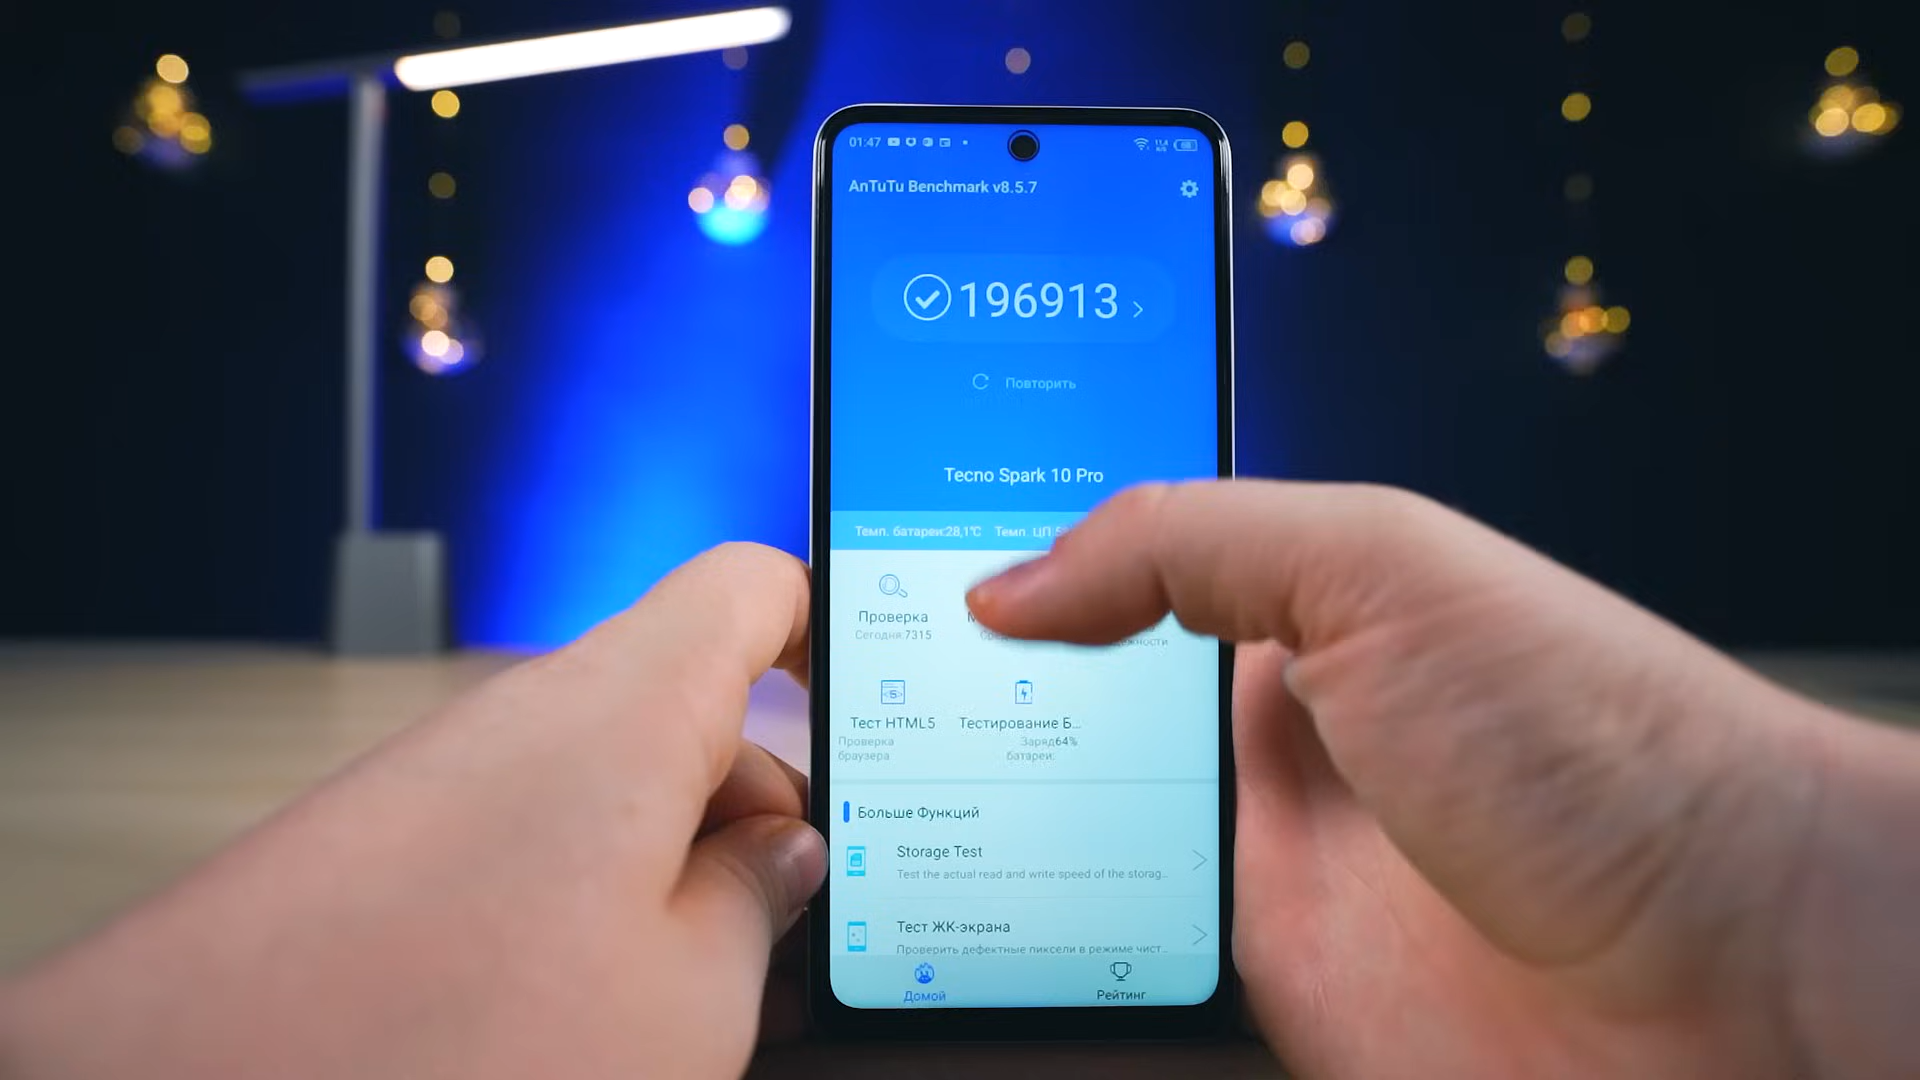 01:47
AnTuTu Benchmark v8.5.7
196913
Повторить
Tecno Spark 10 Pro
Темп. батареи:28,1℃ Темп. ЦП:
Проверка
Сегодня 7315
Тест HTML5
Проверка
браузера
Тестирование Б...
Заряд64%
батареи:
Больше Функций
Storage Test
Test the actual read and write speed of the storag...
Тест ЖК-экрана
Проверить дефектные пиксели в режиме чист...
Домой
Рейтинг